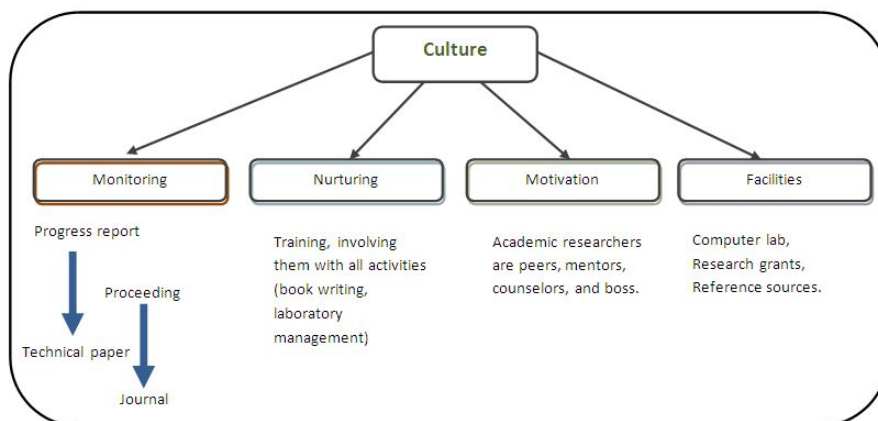 Culture
Monitoring
Nurturing
Motivation
Facilities
Progress report
Proceeding
Technical paper
Journal
Training, involving
them with all activities
(book writing,
laboratory
management)
Academic researchers
are peers, mentors,
counselors, and boss.
Computer lab,
Research grants,
Reference sources.